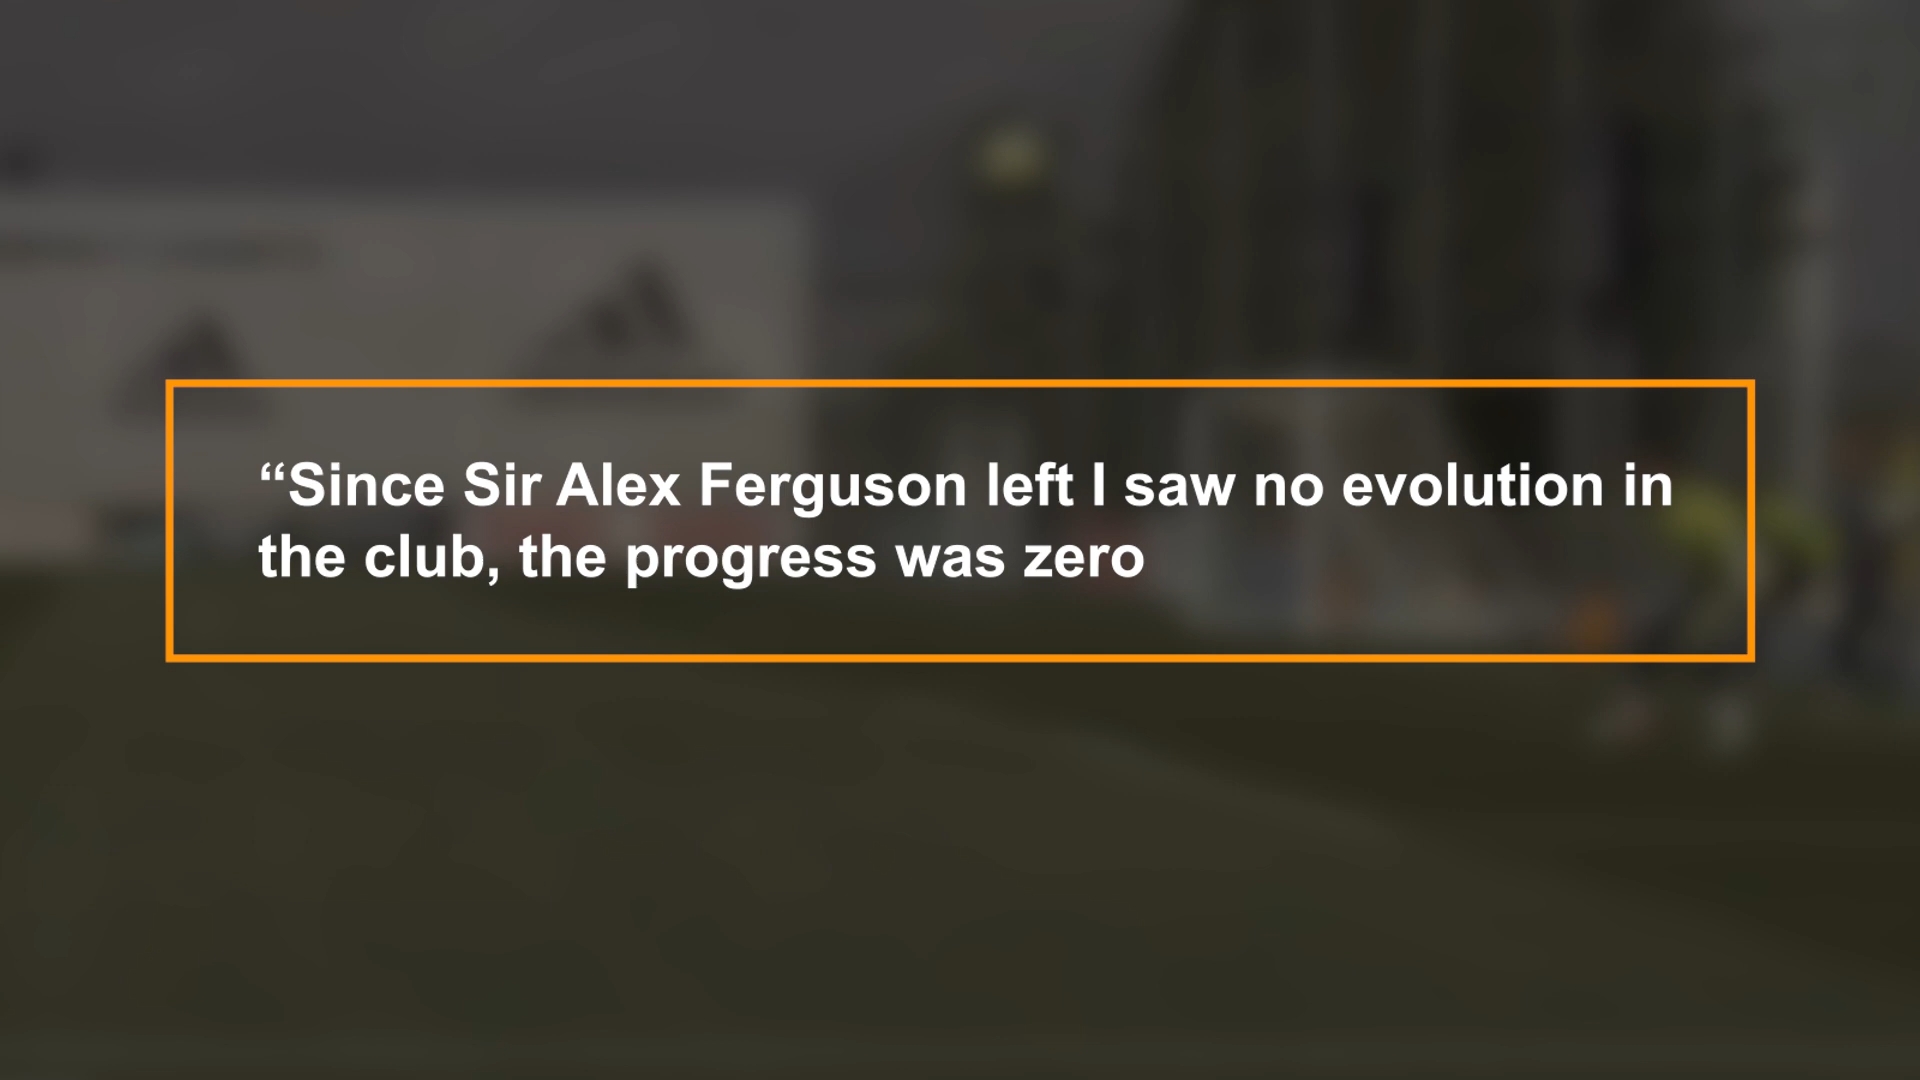 “Since Sir Alex Ferguson left I saw no evolution in
the club, the progress was zero